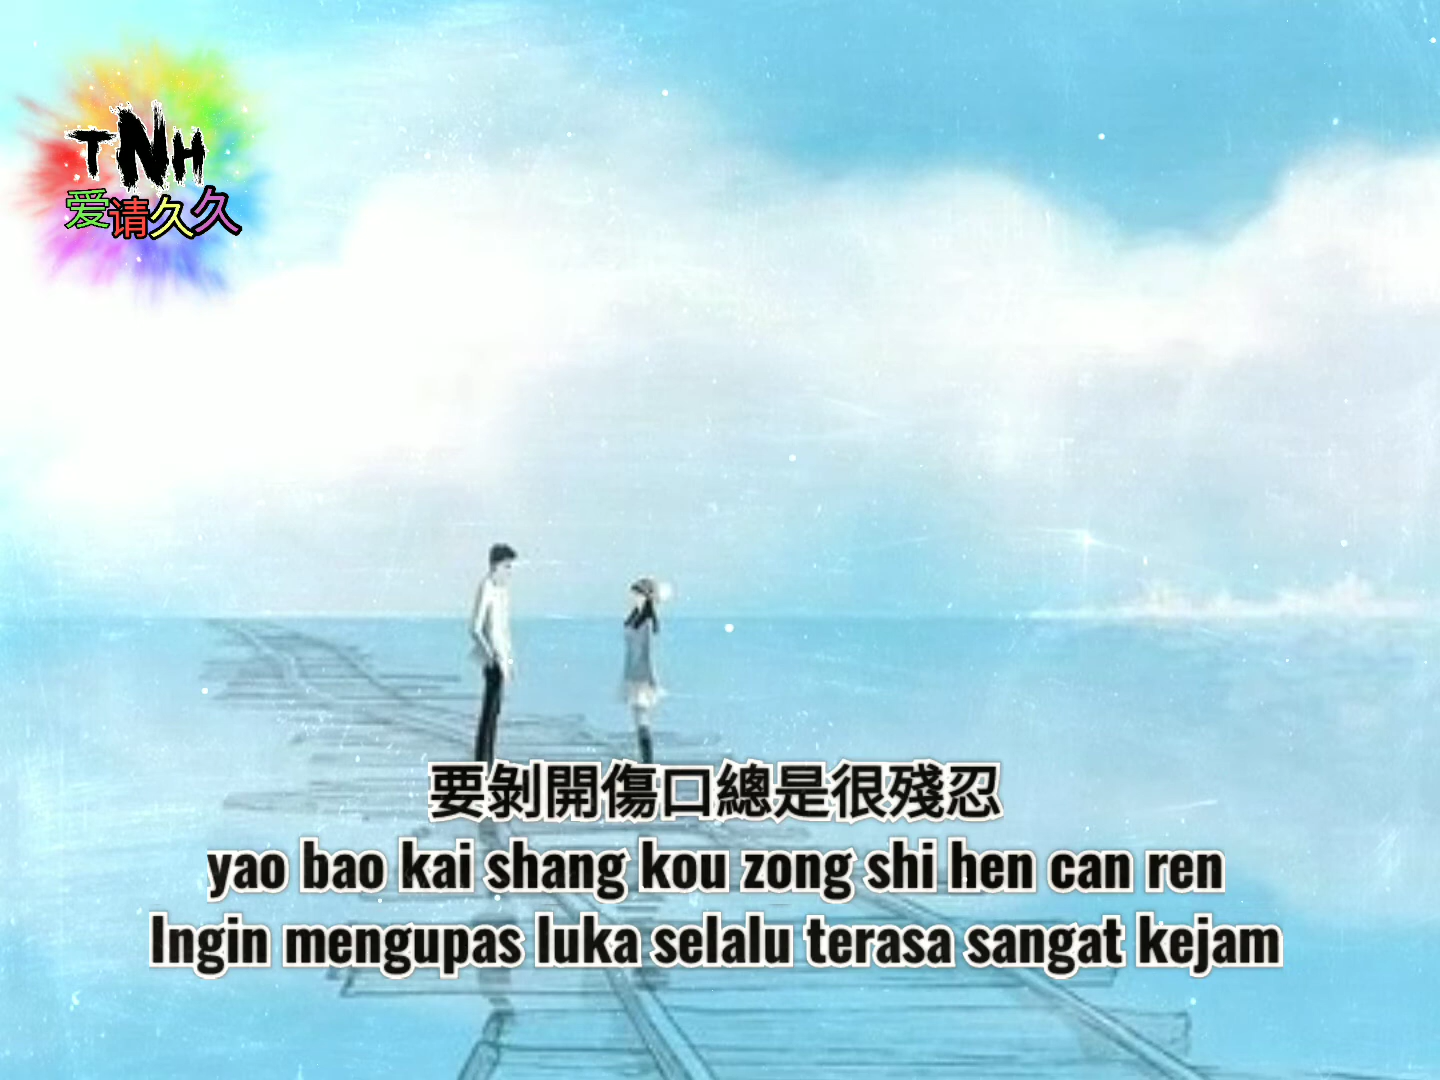 TNH
爱请久久
要剝開傷口總是很殘忍
yao bao kai shang kou zong shi hen can ren
Ingin mengupas luka selalu terasa sangat kejam